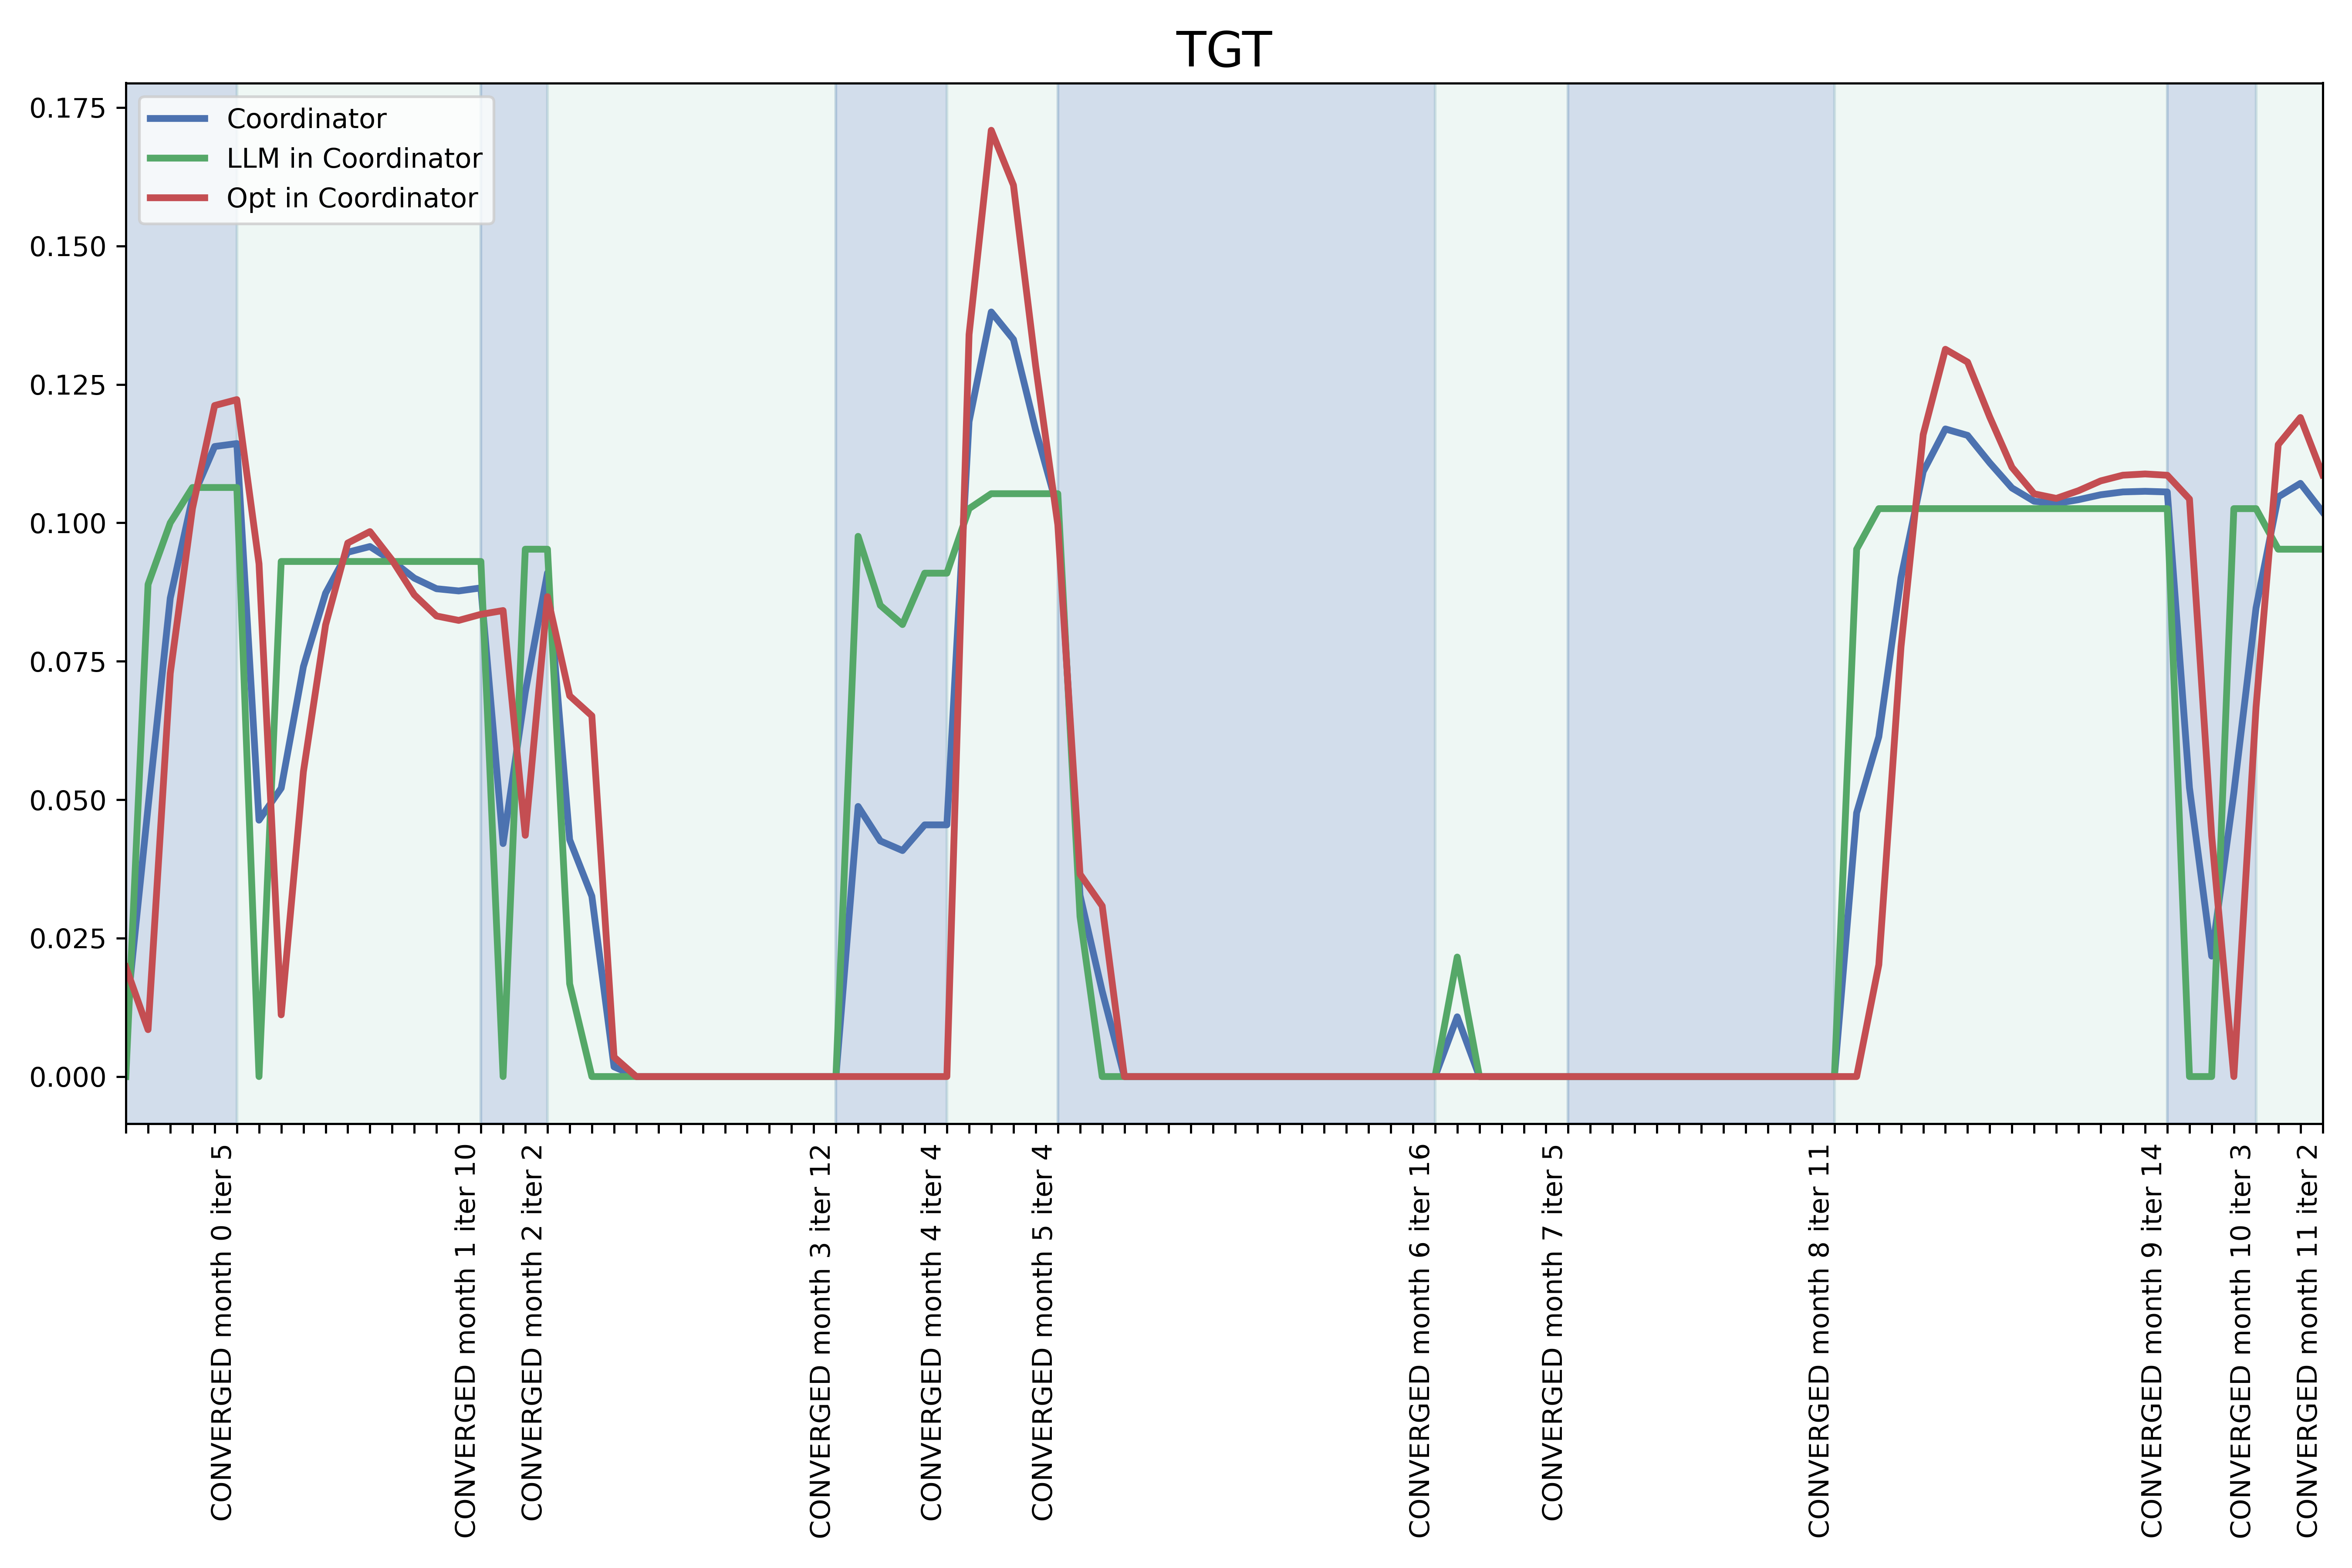 TGT
0.175
0.150
0.125
0.100
0.075
0.050
0.025
0.000
Coordinator
LLM in Coordinator
Opt in Coordinator
CONVERGED month 0 iter 5
CONVERGED month 1 iter 10
CONVERGED month 2 iter 2
CONVERGED month 3 iter 12
CONVERGED month 4 iter 4
CONVERGED month 5 iter 4
CONVERGED month 6 iter 16
CONVERGED month 7 iter 5
CONVERGED month 8 iter 11
CONVERGED month 9 iter 14
CONVERGED month 10 iter 3
CONVERGED month 11 iter 2